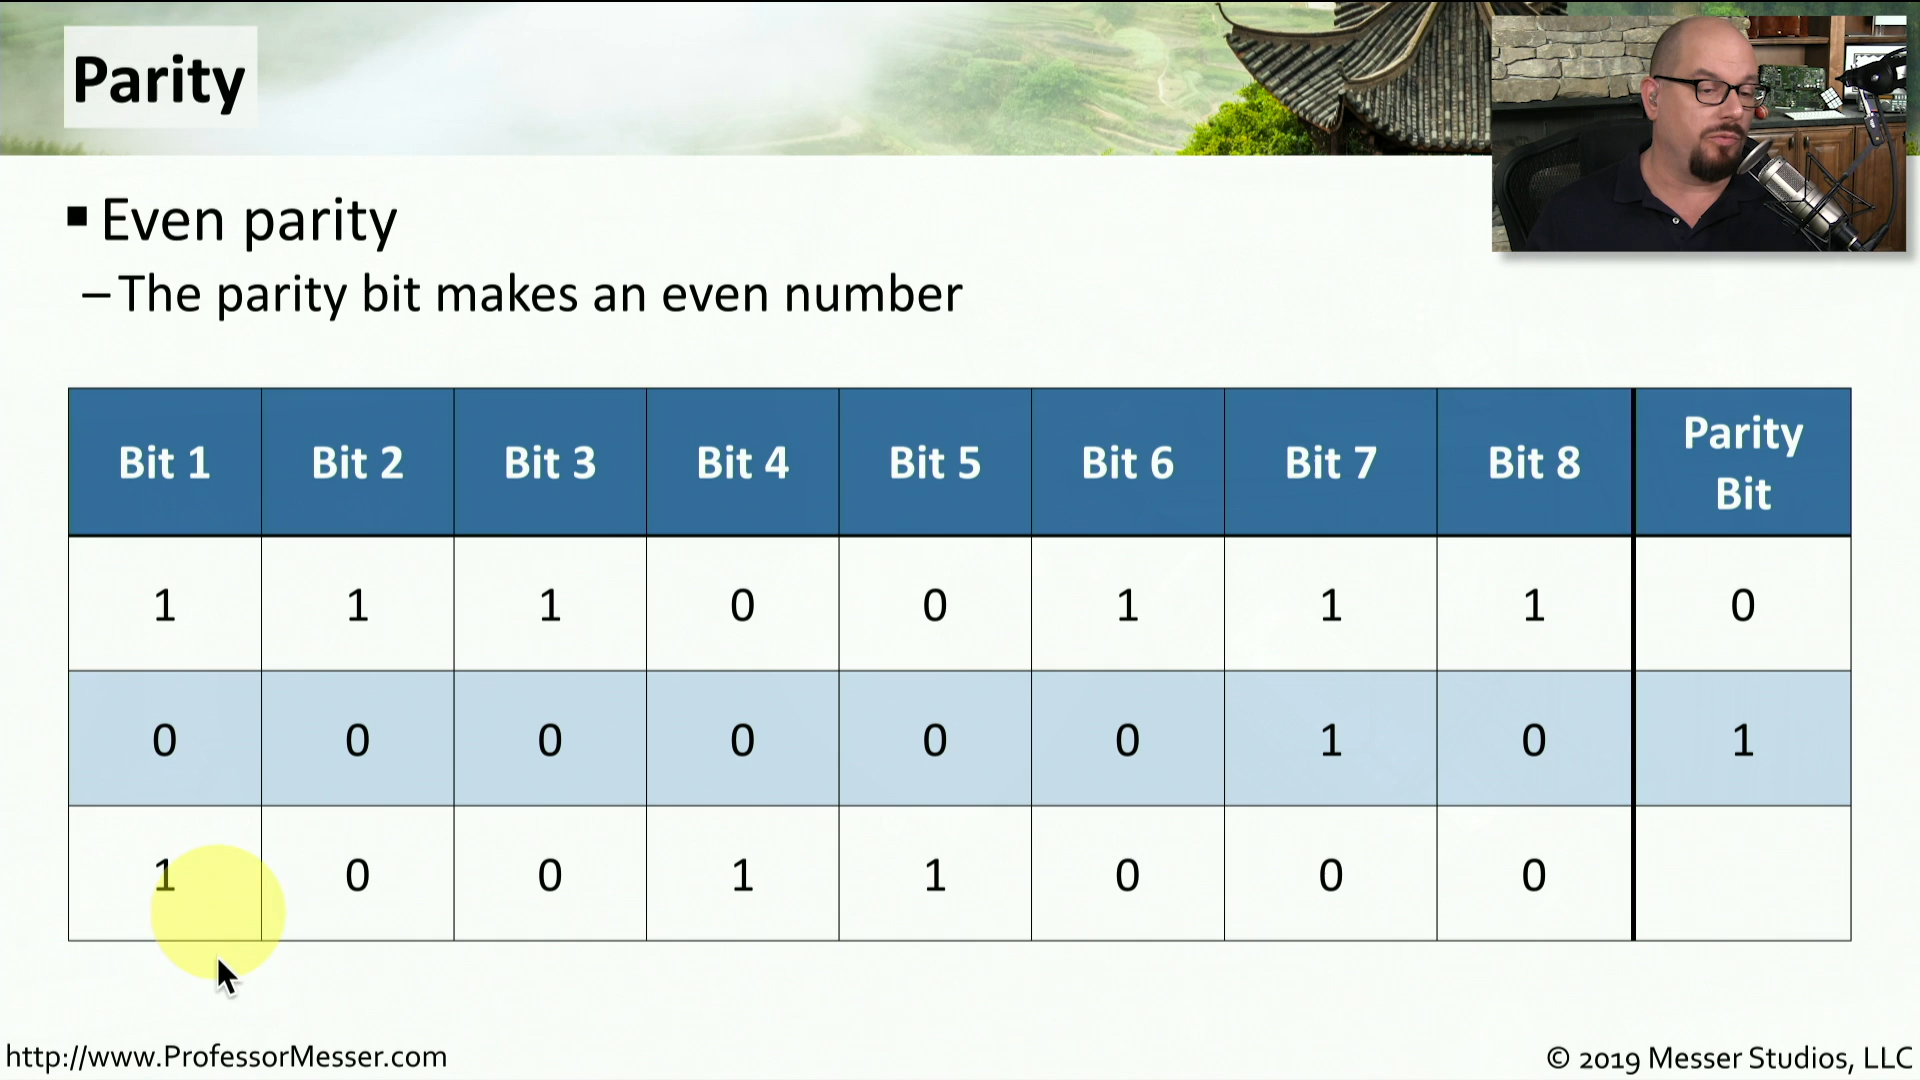 Parity
▪ Even parity
– The parity bit makes an even number
Bit 1 Bit 2 Bit 3 Bit 4 Bit 5 Bit 6 Bit 7 Bit 8 Parity Bit
1 1 1 0 0 1 1 1 0
0 0 0 0 0 0 1 0 1
1 0 0 1 1 0 0 0
http://www.ProfessorMesser.com
© 2019 Messer Studios, LLC